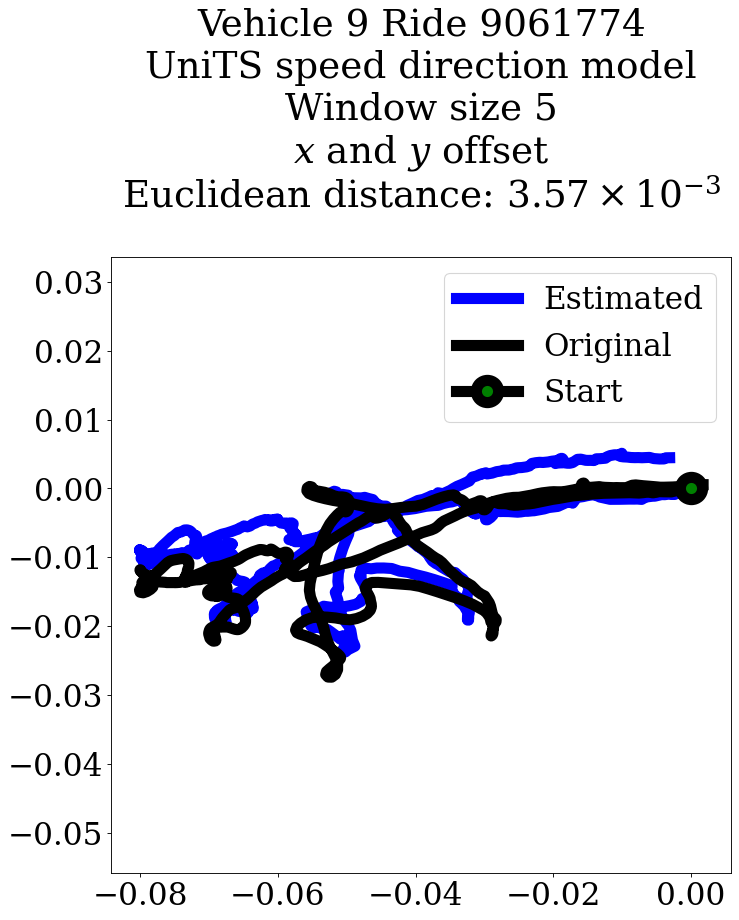 Vehicle 9 Ride 9061774
UniTS speed direction model
Window size 5
x and y offset
Euclidean distance: 3.57 × 10⁻³
Estimated
Original
Start
0.03
0.02
0.01
0.00
−0.01
−0.02
−0.03
−0.04
−0.05
−0.08 −0.06 −0.04 −0.02 0.00